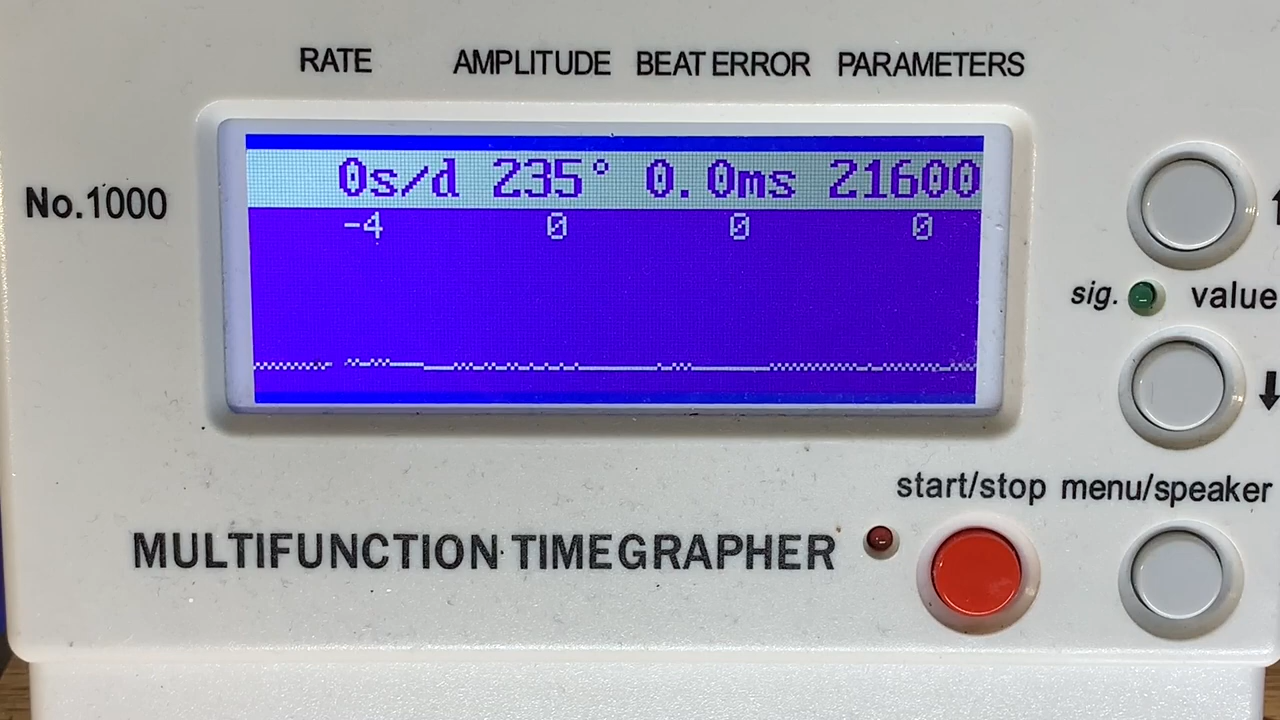 RATE AMPLITUDE BEAT ERROR PARAMETERS
0s/d 235° 0.0ms 21600
-4 0 0 0
No.1000
sig. value
start/stop menu/speaker
MULTIFUNCTION TIMEGRAPHER